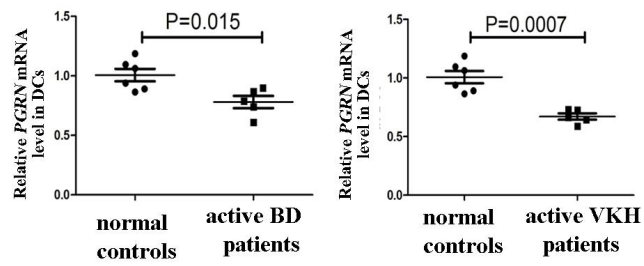 P=0.015
Relative PGRN mRNA
level in DCs
1.5
1.0
0.5
0.0
normal
controls
active BD
patients
P=0.0007
Relative PGRN mRNA
level in DCs
1.5
1.0
0.5
0.0
normal
controls
active VKH
patients